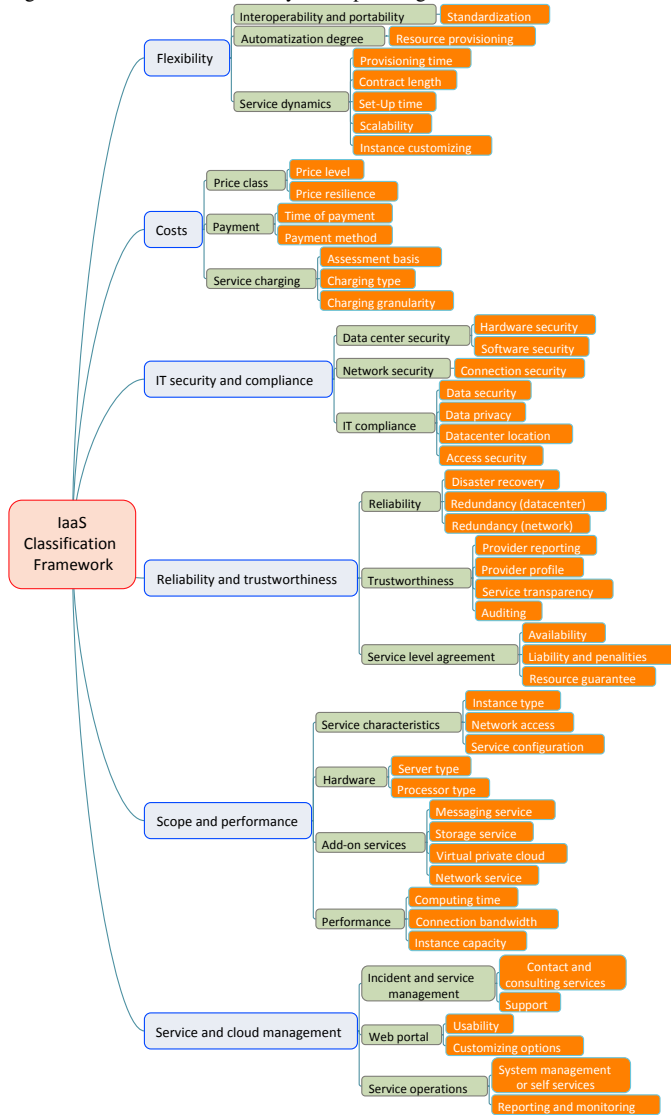 Flexibility
Interoperability and portability
Standardization
Automatization degree
Resource provisioning
Service dynamics
Provisioning time
Contract length
Set-Up time
Scalability
Instance customizing
Costs
Price class
Price level
Price resilience
Payment
Time of payment
Payment method
Service charging
Assessment basis
Charging type
Charging granularity
IT security and compliance
Data center security
Hardware security
Software security
Network security
Connection security
IT compliance
Data security
Data privacy
Datacenter location
Access security
IaaS
Classification
Framework
Reliability and trustworthiness
Reliability
Disaster recovery
Redundancy (datacenter)
Redundancy (network)
Trustworthiness
Provider reporting
Provider profile
Service transparency
Auditing
Service level agreement
Availability
Liability and penalities
Resource guarantee
Scope and performance
Service characteristics
Instance type
Network access
Service configuration
Hardware
Server type
Processor type
Add-on services
Messaging service
Storage service
Virtual private cloud
Network service
Performance
Computing time
Connection bandwidth
Instance capacity
Service and cloud management
Incident and service
management
Contact and
consulting services
Support
Web portal
Usability
Customizing options
Service operations
System management
or self services
Reporting and monitoring